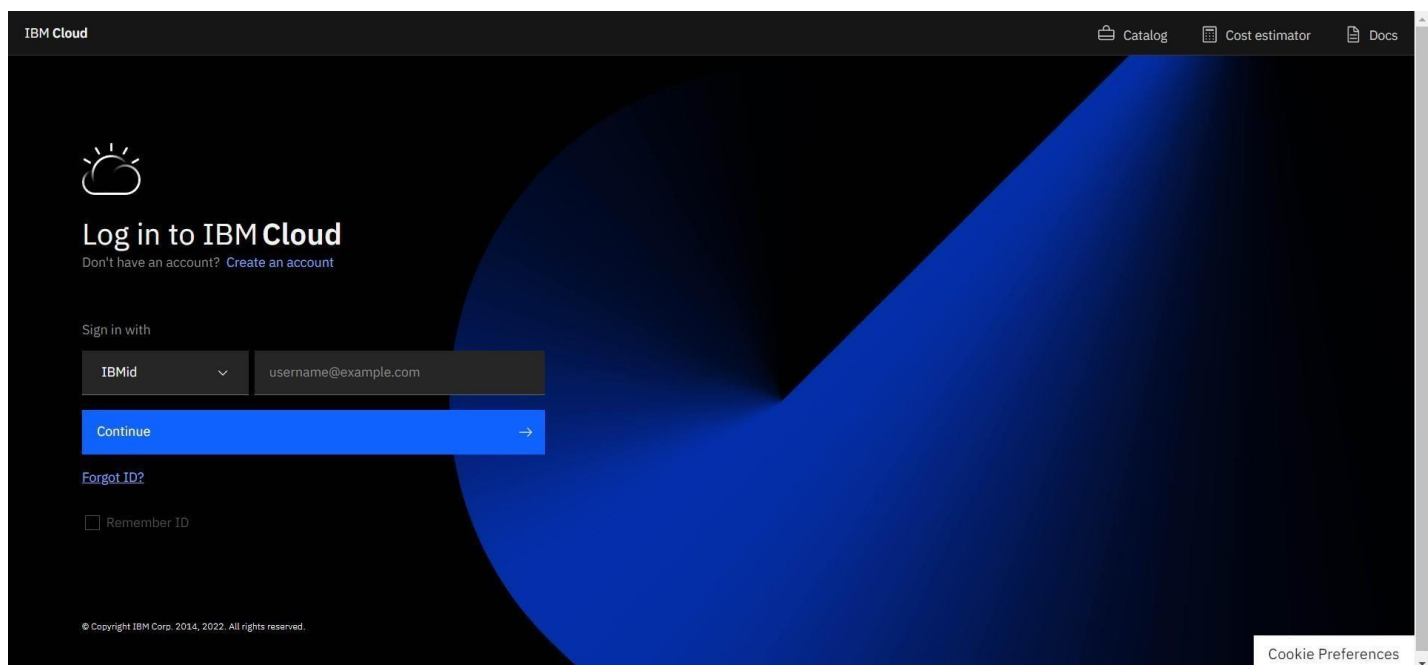 IBM Cloud
Catalog
Cost estimator
Docs
Log in to IBM Cloud
Don't have an account? Create an account
Sign in with
IBMid
username@example.com
Continue
Forgot ID?
Remember ID
© Copyright IBM Corp. 2014, 2022. All rights reserved.
Cookie Preferences